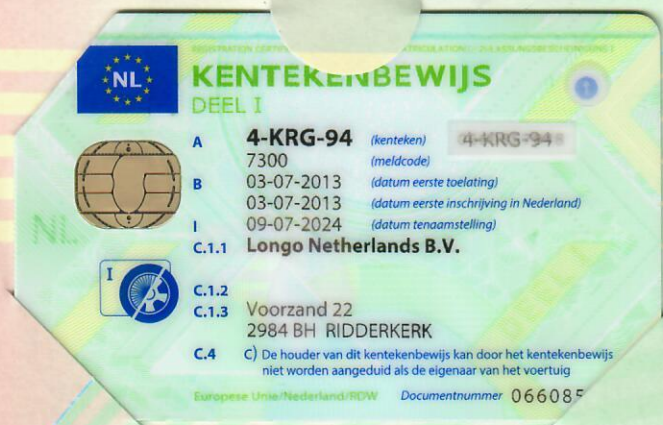 NL
KENTEKENBEWIJS
DEEL I
A 4-KRG-94 (kenteken) 4-KRG-94
7300 (meldcode)
B 03-07-2013 (datum eerste toelating)
03-07-2013 (datum eerste inschrijving in Nederland)
I 09-07-2024 (datum tenaamstelling)
C.1.1 Longo Netherlands B.V.
NL
I
C.1.2
C.1.3 Voorzand 22
2984 BH RIDDERKERK
C.4 C) De houder van dit kentekenbewijs kan door het kentekenbewijs
niet worden aangeduid als de eigenaar van het voertuig
Europese Unie/Nederland/RDW Documentnummer 066085